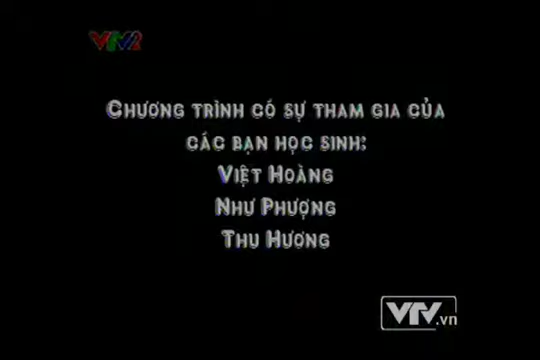 VTV2
CHƯƠNG TRÌNH CÓ SỰ THAM GIA CỦA
CÁC BẠN HỌC SINH:
VIỆT HOÀNG
NHƯ PHƯỢNG
THU HƯƠNG
VTV.vn